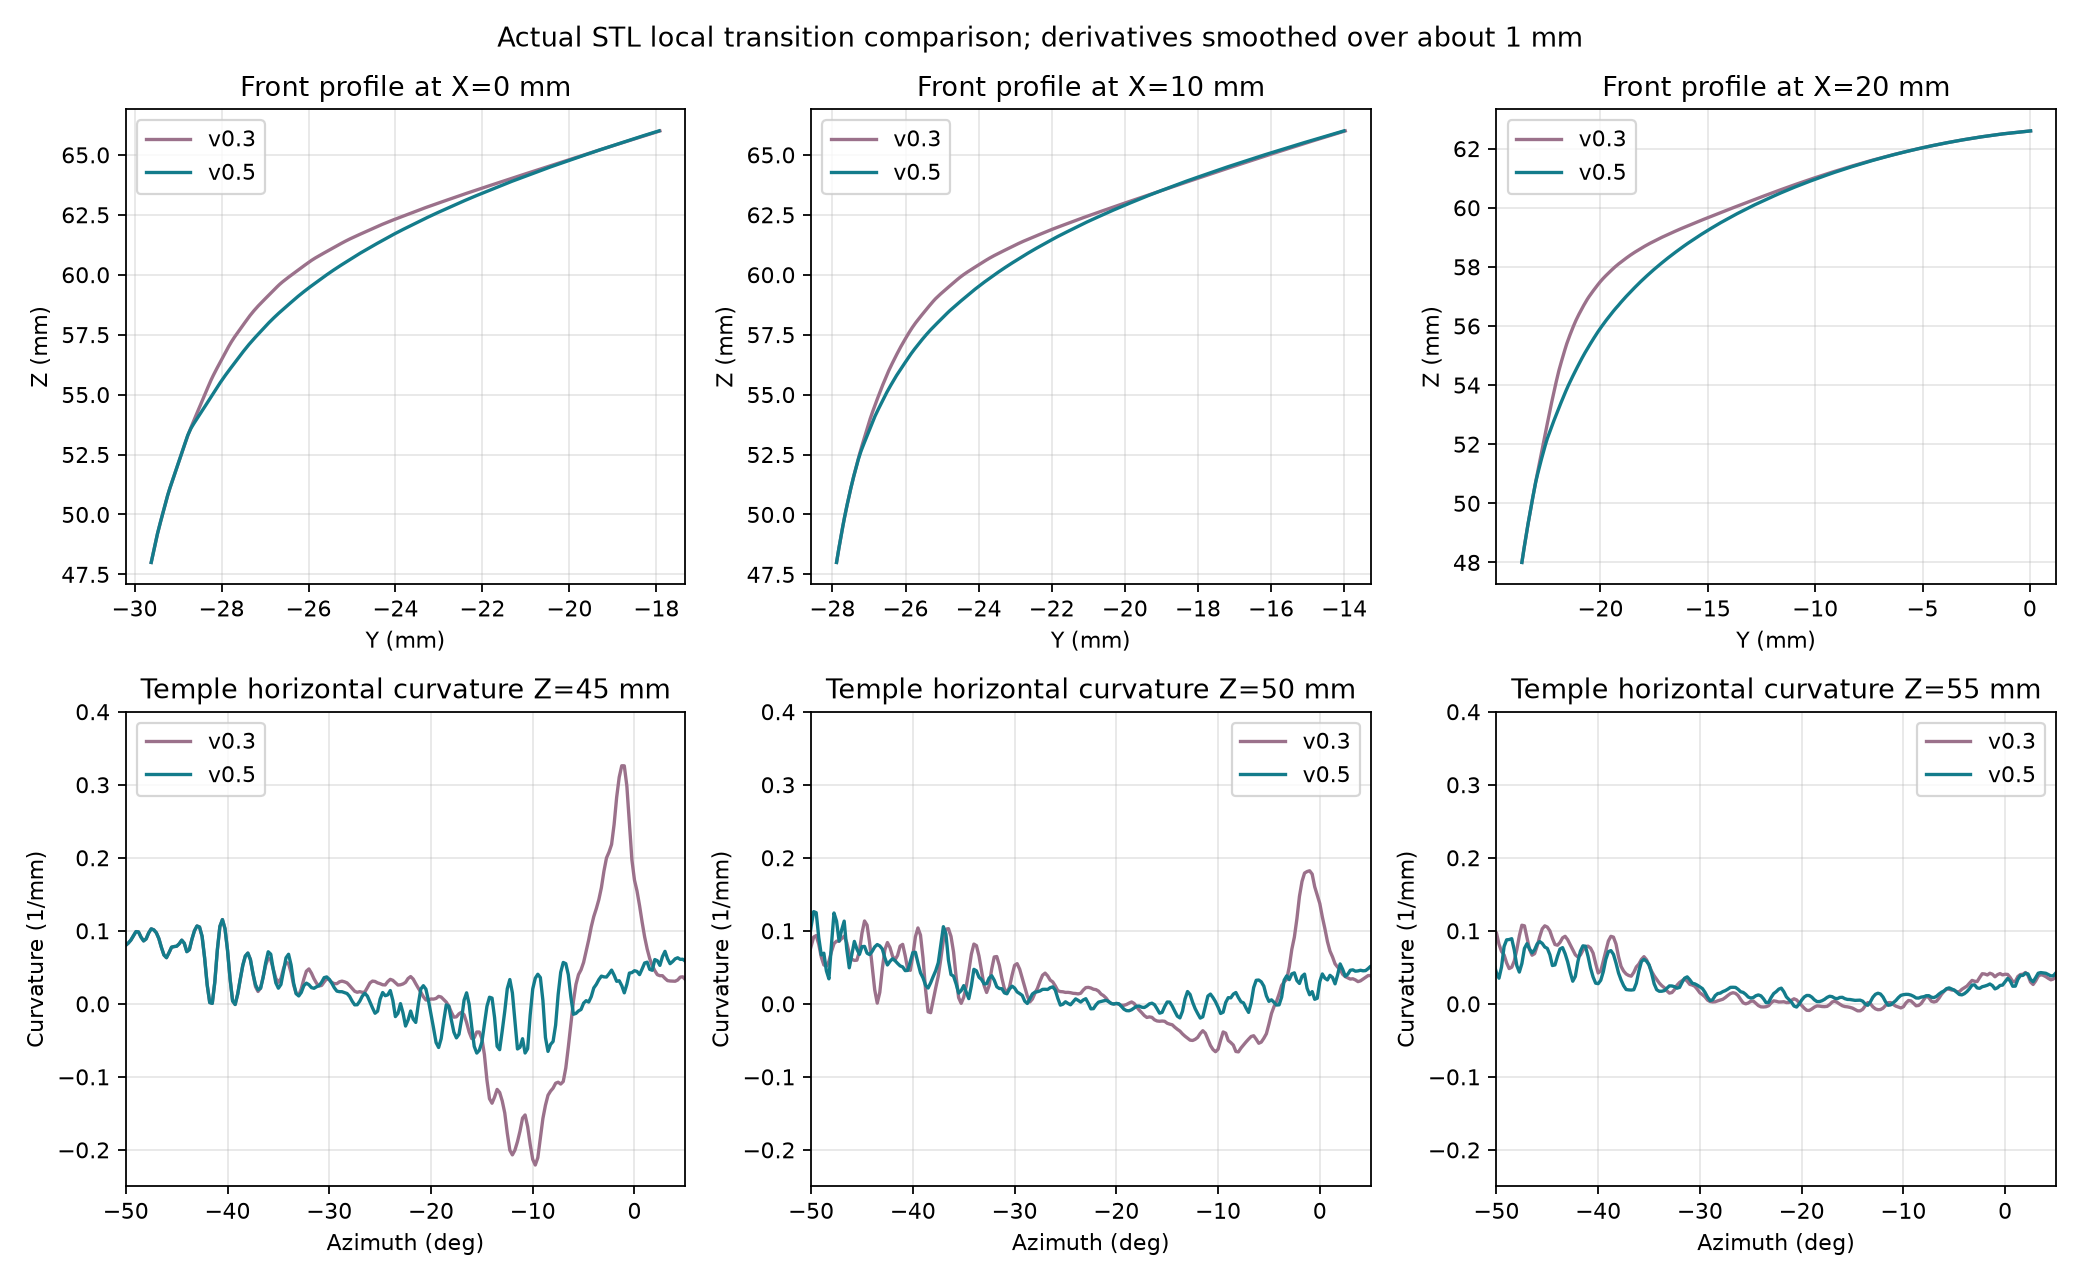 Actual STL local transition comparison; derivatives smoothed over about 1 mm
Front profile at X=0 mm
v0.3
v0.5
65.0
62.5
60.0
57.5
55.0
52.5
50.0
47.5
Z (mm)
−30 −28 −26 −24 −22 −20 −18
Y (mm)
Front profile at X=10 mm
v0.3
v0.5
65.0
62.5
60.0
57.5
55.0
52.5
50.0
47.5
Z (mm)
−28 −26 −24 −22 −20 −18 −16 −14
Y (mm)
Front profile at X=20 mm
v0.3
v0.5
62
60
58
56
54
52
50
48
Z (mm)
−20 −15 −10 −5 0
Y (mm)
Temple horizontal curvature Z=45 mm
v0.3
v0.5
0.4
0.3
0.2
0.1
0.0
−0.1
−0.2
Curvature (1/mm)
−50 −40 −30 −20 −10 0
Azimuth (deg)
Temple horizontal curvature Z=50 mm
v0.3
v0.5
0.4
0.3
0.2
0.1
0.0
−0.1
−0.2
Curvature (1/mm)
−50 −40 −30 −20 −10 0
Azimuth (deg)
Temple horizontal curvature Z=55 mm
v0.3
v0.5
0.4
0.3
0.2
0.1
0.0
−0.1
−0.2
Curvature (1/mm)
−50 −40 −30 −20 −10 0
Azimuth (deg)